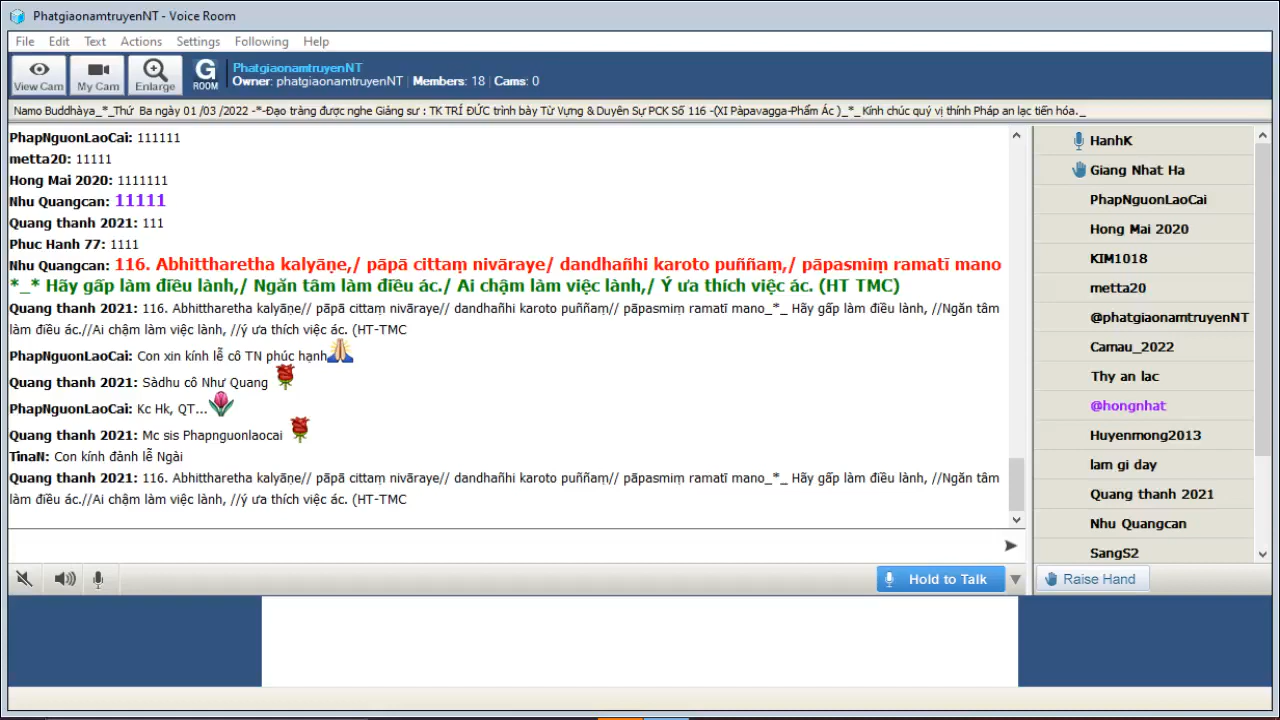 PhatgiaonamtruyenNT - Voice Room
File Edit Text Actions Settings Following Help
View Cam My Cam Enlarge G ROOM PhatgiaonamtruyenNT
Owner: phatgiaonamtruyenNT | Members: 18 | Cams: 0
Namo Buddhàya_*_Thứ Ba ngày 01 /03 /2022 -*-Đạo tràng được nghe Giảng sư : TK TRÍ ĐỨC trình bày Từ Vựng & Duyên Sự PCK Số 116 -(XI Pàpavagga-Phẩm Ác )_*_Kính chúc quý vị thính Pháp an lạc tiến hóa._
PhapNguonLaoCai: 111111
metta20: 11111
Hong Mai 2020: 1111111
Nhu Quangcan: 11111
Quang thanh 2021: 111
Phuc Hanh 77: 1111
Nhu Quangcan: 116. Abhittharetha kalyāṇe,/ pāpā cittaṃ nivāraye/ dandhañhi karoto puññaṃ,/ pāpasmiṃ ramatī mano
*_* Hãy gấp làm điều lành,/ Ngăn tâm làm điều ác./ Ai chậm làm việc lành,/ Ý ưa thích việc ác. (HT TMC)
Quang thanh 2021: 116. Abhittharetha kalyāṇe// pāpā cittaṃ nivāraye// dandhañhi karoto puññaṃ// pāpasmiṃ ramatī mano_*_ Hãy gấp làm điều lành, //Ngăn tâm
làm điều ác.//Ai chậm làm việc lành, //ý ưa thích việc ác. (HT-TMC
PhapNguonLaoCai: Con xin kính lễ cô TN phúc hạnh
Quang thanh 2021: Sàdhu cô Như Quang
PhapNguonLaoCai: Kc Hk, QT...
Quang thanh 2021: Mc sis Phapnguonlaocai
TinaN: Con kính đảnh lễ Ngài
Quang thanh 2021: 116. Abhittharetha kalyāṇe// pāpā cittaṃ nivāraye// dandhañhi karoto puññaṃ// pāpasmiṃ ramatī mano_*_ Hãy gấp làm điều lành, //Ngăn tâm
làm điều ác.//Ai chậm làm việc lành, //ý ưa thích việc ác. (HT-TMC
Hold to Talk
HanhK
Giang Nhat Ha
PhapNguonLaoCai
Hong Mai 2020
KIM1018
metta20
@phatgiaonamtruyenNT
Camau_2022
Thy an lac
@hongnhat
Huyenmong2013
lam gi day
Quang thanh 2021
Nhu Quangcan
SangS2
Raise Hand